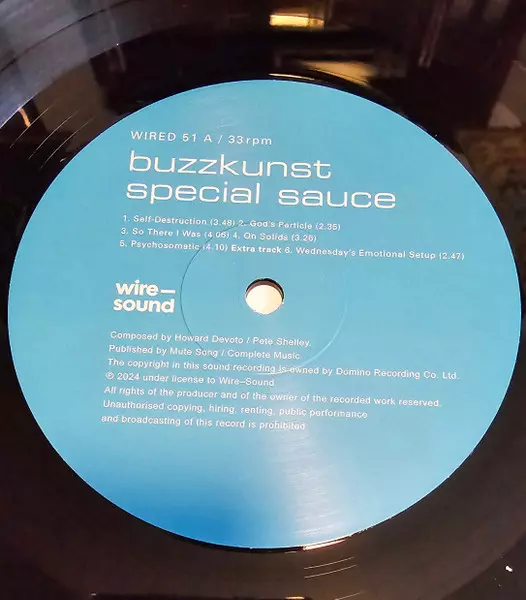 WIRED 51 A / 33rpm
buzzkunst
special sauce
1. Self-Destruction (3.48) 2. God's Particle (2.35)
3. So There I Was (4.06) 4. On Solids (3.26)
5. Psychosomatic (4.10) Extra track 6. Wednesday's Emotional Setup (2.47)
wire–
sound
Composed by Howard Devoto / Pete Shelley.
Published by Mute Song / Complete Music
The copyright in this sound recording is owned by Domino Recording Co. Ltd.
℗ 2024 under license to Wire–Sound
All rights of the producer and of the owner of the recorded work reserved.
Unauthorised copying, hiring, renting, public performance
and broadcasting of this record is prohibited